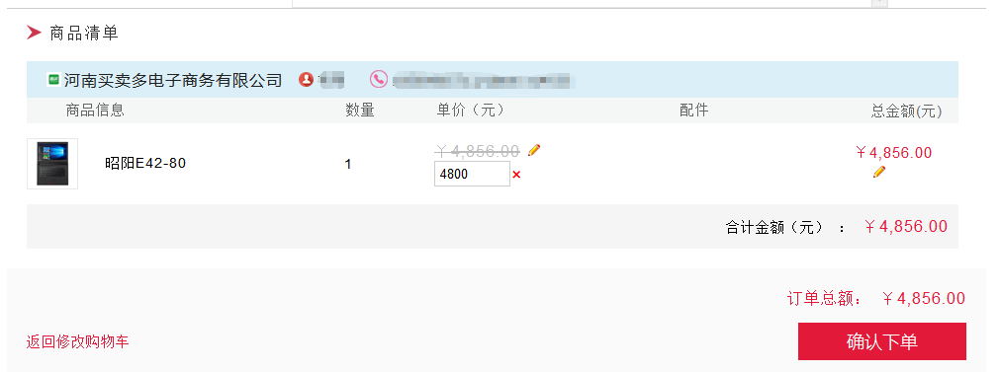 商品清单
河南买卖多电子商务有限公司
商品信息 数量 单价（元） 配件 总金额(元)
￥4,856.00 ￥4,856.00
昭阳E42-80 1
4800
合计金额（元） ： ￥4,856.00
订单总额： ￥4,856.00
返回修改购物车 确认下单